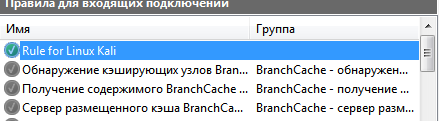 Правила для входящих подключений
Имя Группа
Rule for Linux Kali
Обнаружение кэширующих узлов Bran... BranchCache - обнаружен...
Получение содержимого BranchCache ... BranchCache - получение ...
Сервер размещенного кэша BranchCa... BranchCache - сервер разм...